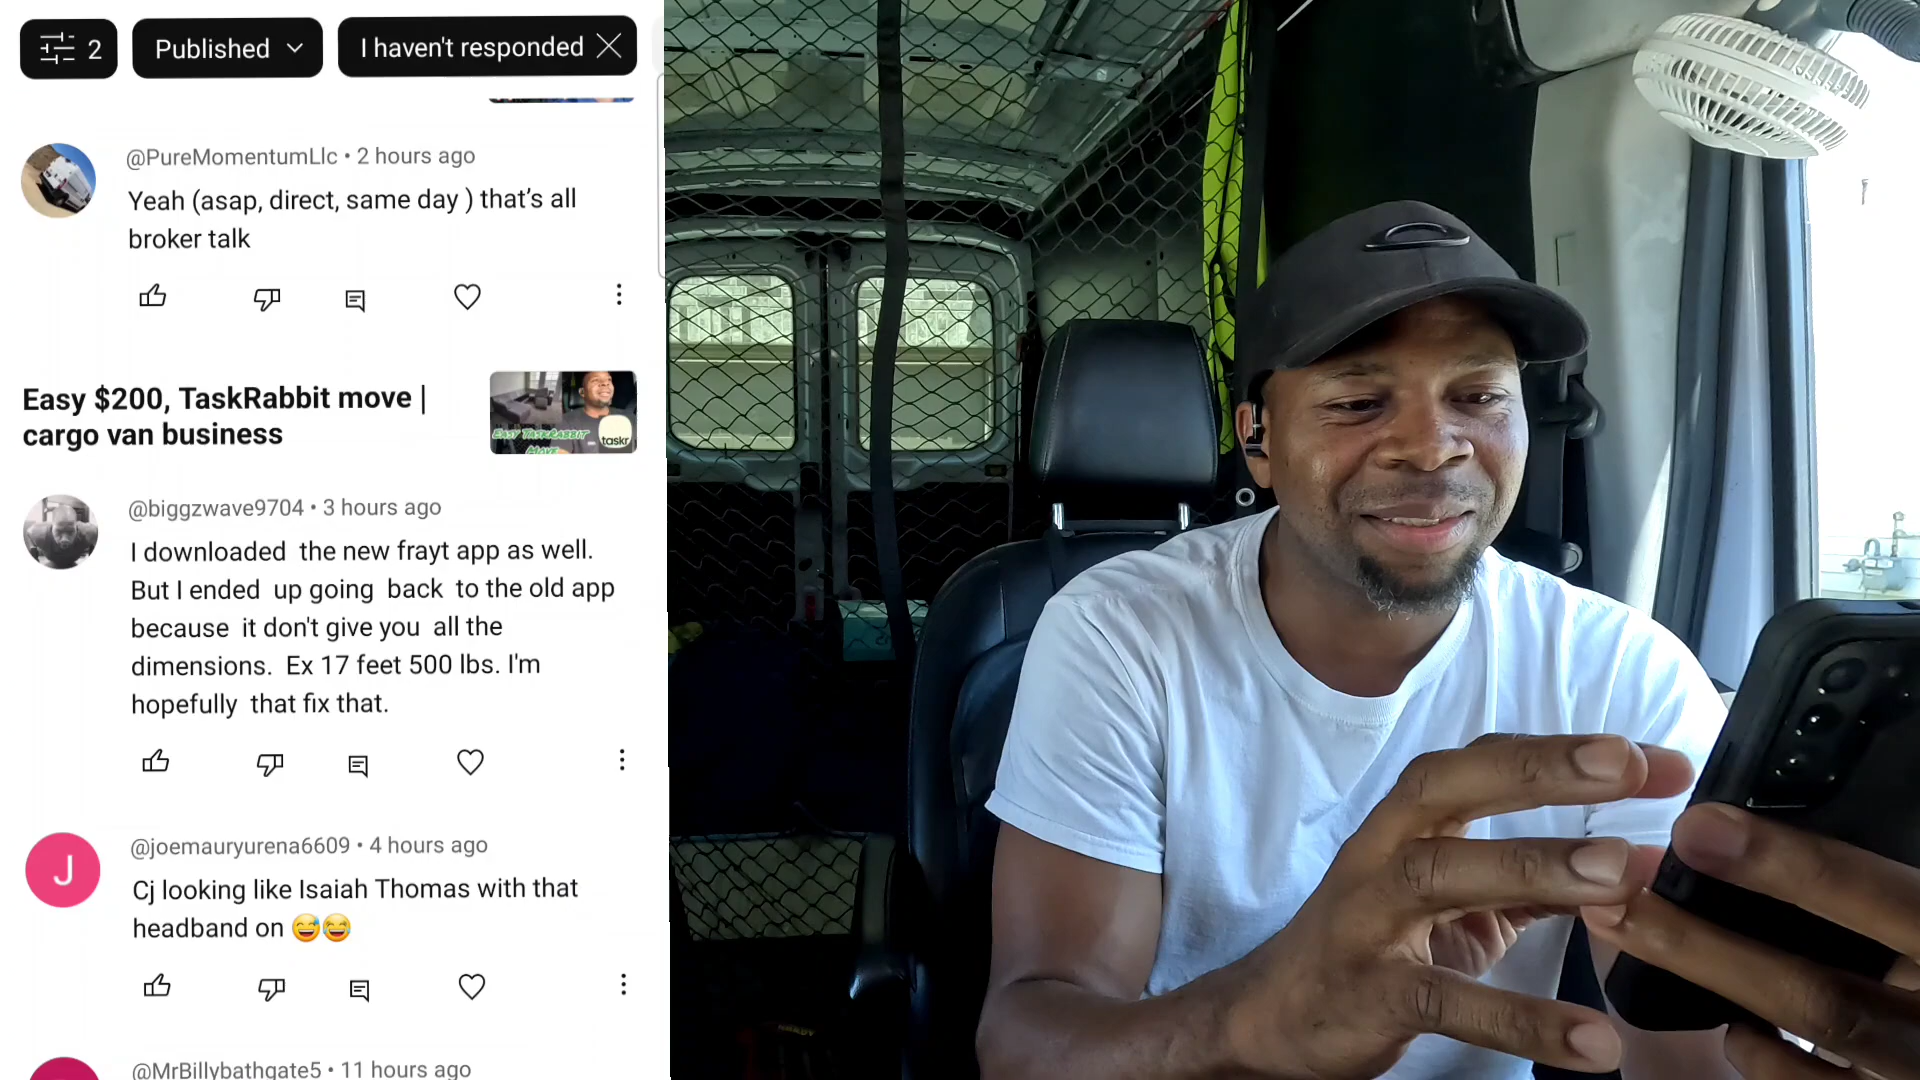 2
Published
I haven't responded
@PureMomentumLlc • 2 hours ago
Yeah (asap, direct, same day ) that’s all
broker talk
Easy $200, TaskRabbit move |
cargo van business
EASY TASKRABBIT
MOVE
taskr
@biggzwave9704 • 3 hours ago
I downloaded  the new frayt app as well.
But I ended  up going  back  to the old app
because  it don't give you  all the
dimensions.  Ex 17 feet 500 lbs. I'm
hopefully  that fix that.
J
@joemauryurena6609 • 4 hours ago
Cj looking like Isaiah Thomas with that
headband on 😅😂
@MrBillybathgate5 • 11 hours ago